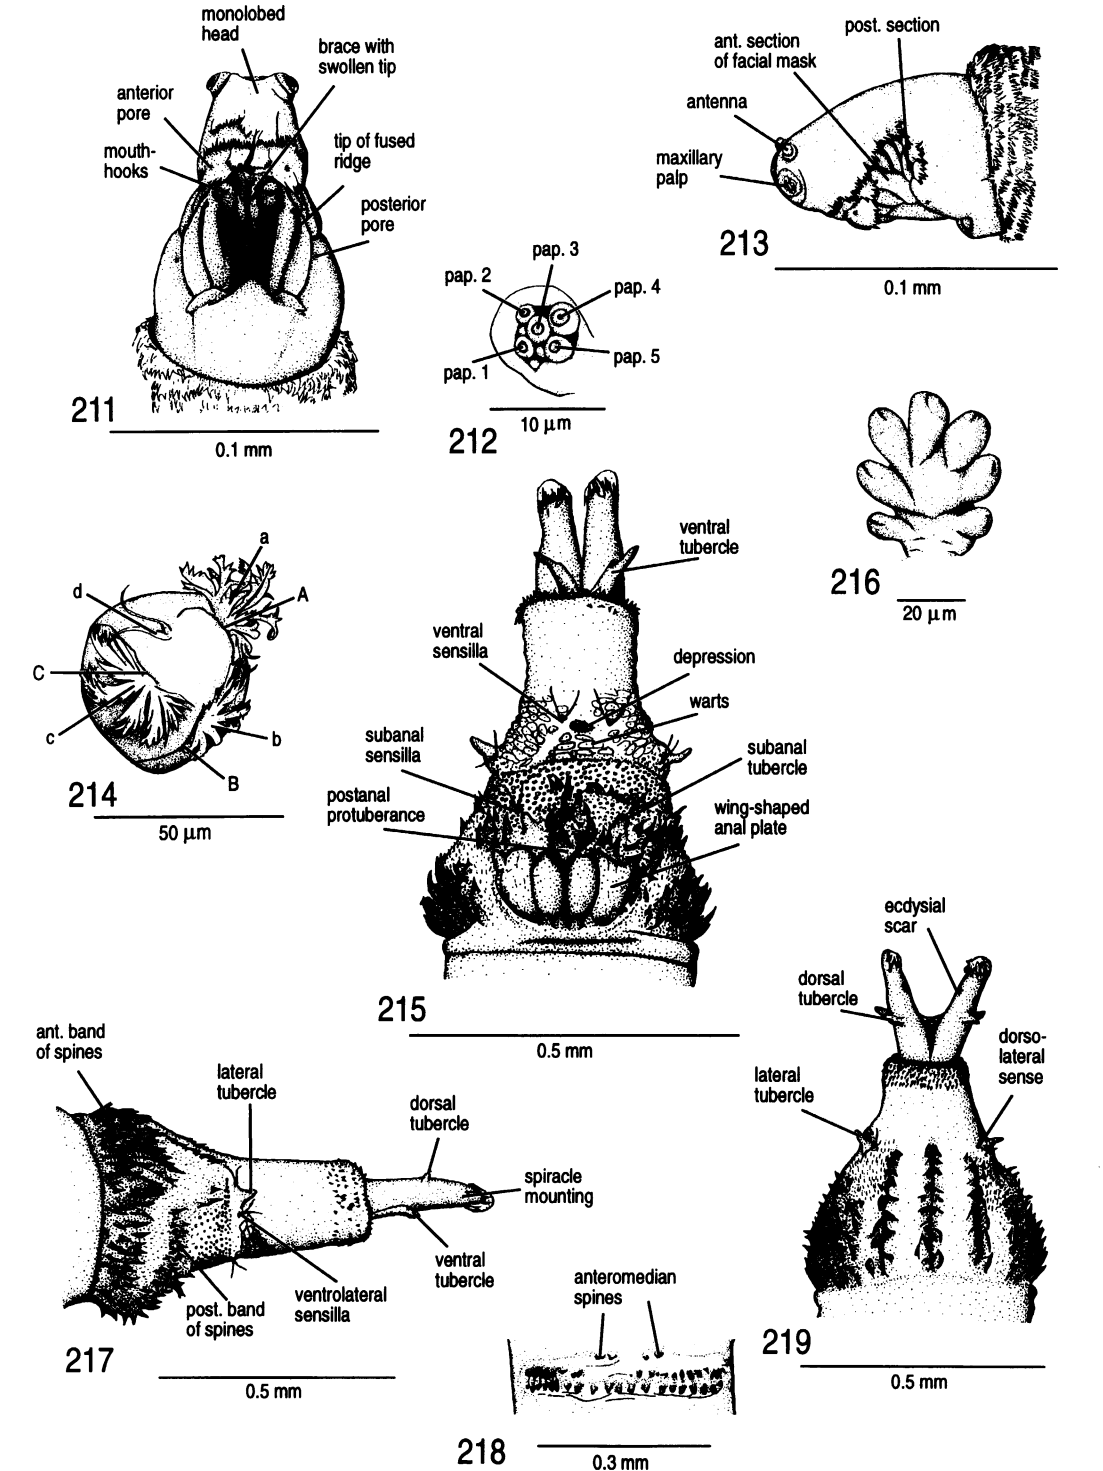 monolobed
head
brace with
swollen tip
anterior
pore
mouth-
hooks
tip of fused
ridge
posterior
pore
211
0.1 mm
pap. 3
pap. 2
pap. 4
pap. 1
pap. 5
212
10 µm
post. section
ant. section
of facial mask
antenna
maxillary
palp
213
0.1 mm
a
d
A
C
c
b
B
214
50 µm
ventral
tubercle
ventral
sensilla
depression
warts
subanal
sensilla
subanal
tubercle
postanal
protuberance
wing-shaped
anal plate
215
0.5 mm
216
20 µm
ant. band
of spines
lateral
tubercle
dorsal
tubercle
spiracle
mounting
ventral
tubercle
ventrolateral
sensilla
post. band
of spines
217
0.5 mm
anteromedian
spines
218
0.3 mm
ecdysial
scar
dorsal
tubercle
dorso-
lateral
sense
lateral
tubercle
219
0.5 mm